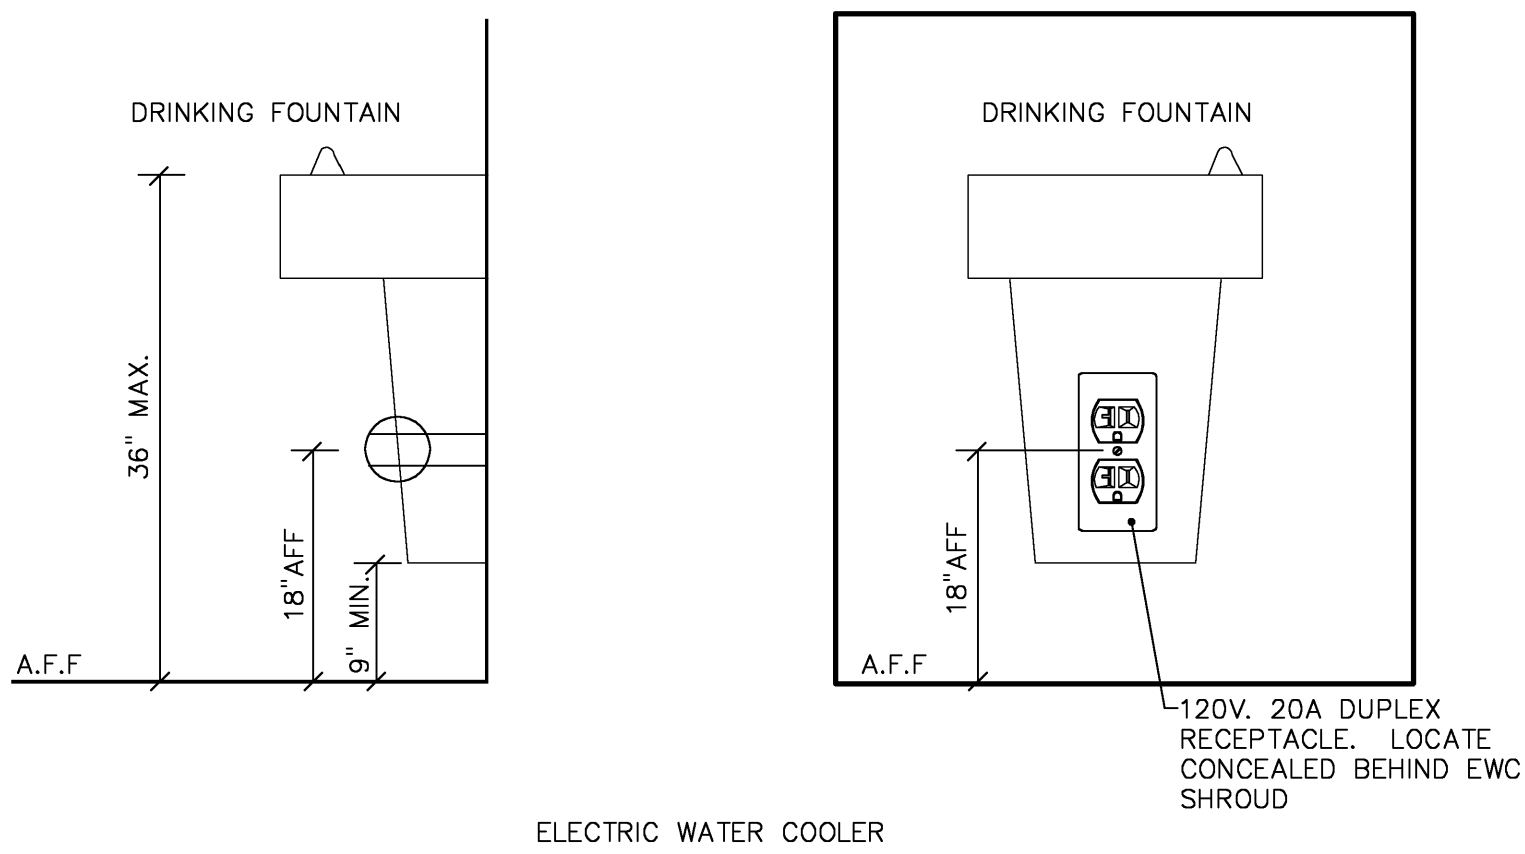 DRINKING FOUNTAIN
36" MAX.
18"AFF
9" MIN.
A.F.F
DRINKING FOUNTAIN
18"AFF
A.F.F
120V. 20A DUPLEX
RECEPTACLE. LOCATE
CONCEALED BEHIND EWC
SHROUD
ELECTRIC WATER COOLER